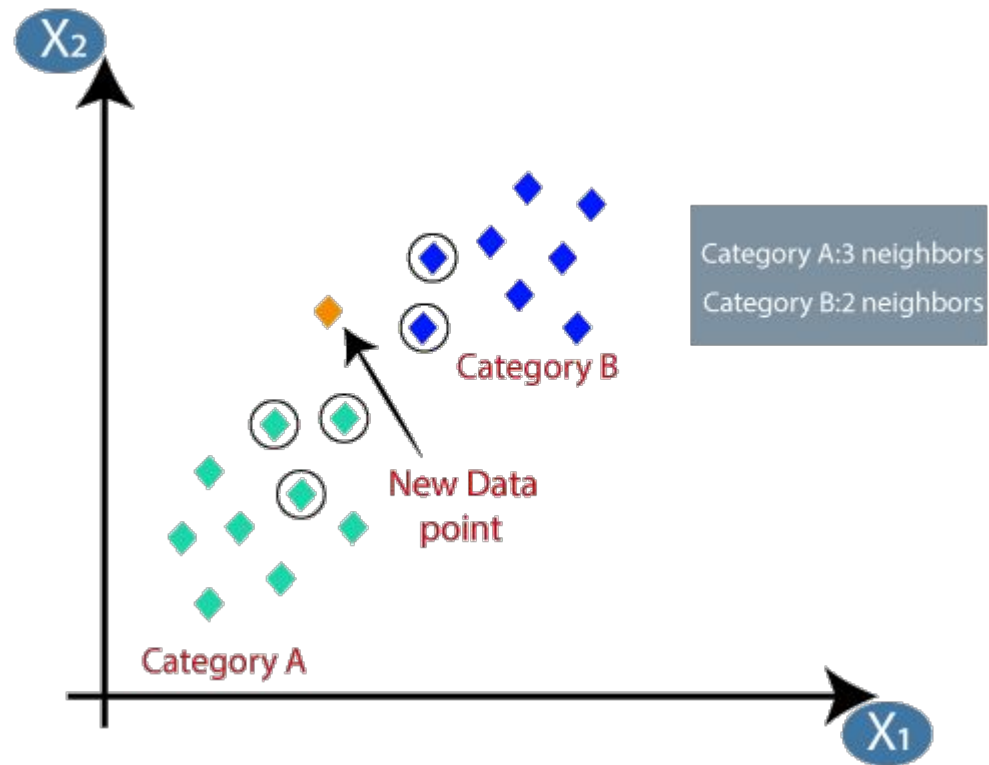 X2
Category A:3 neighbors
Category B:2 neighbors
Category B
New Data
point
Category A
X1